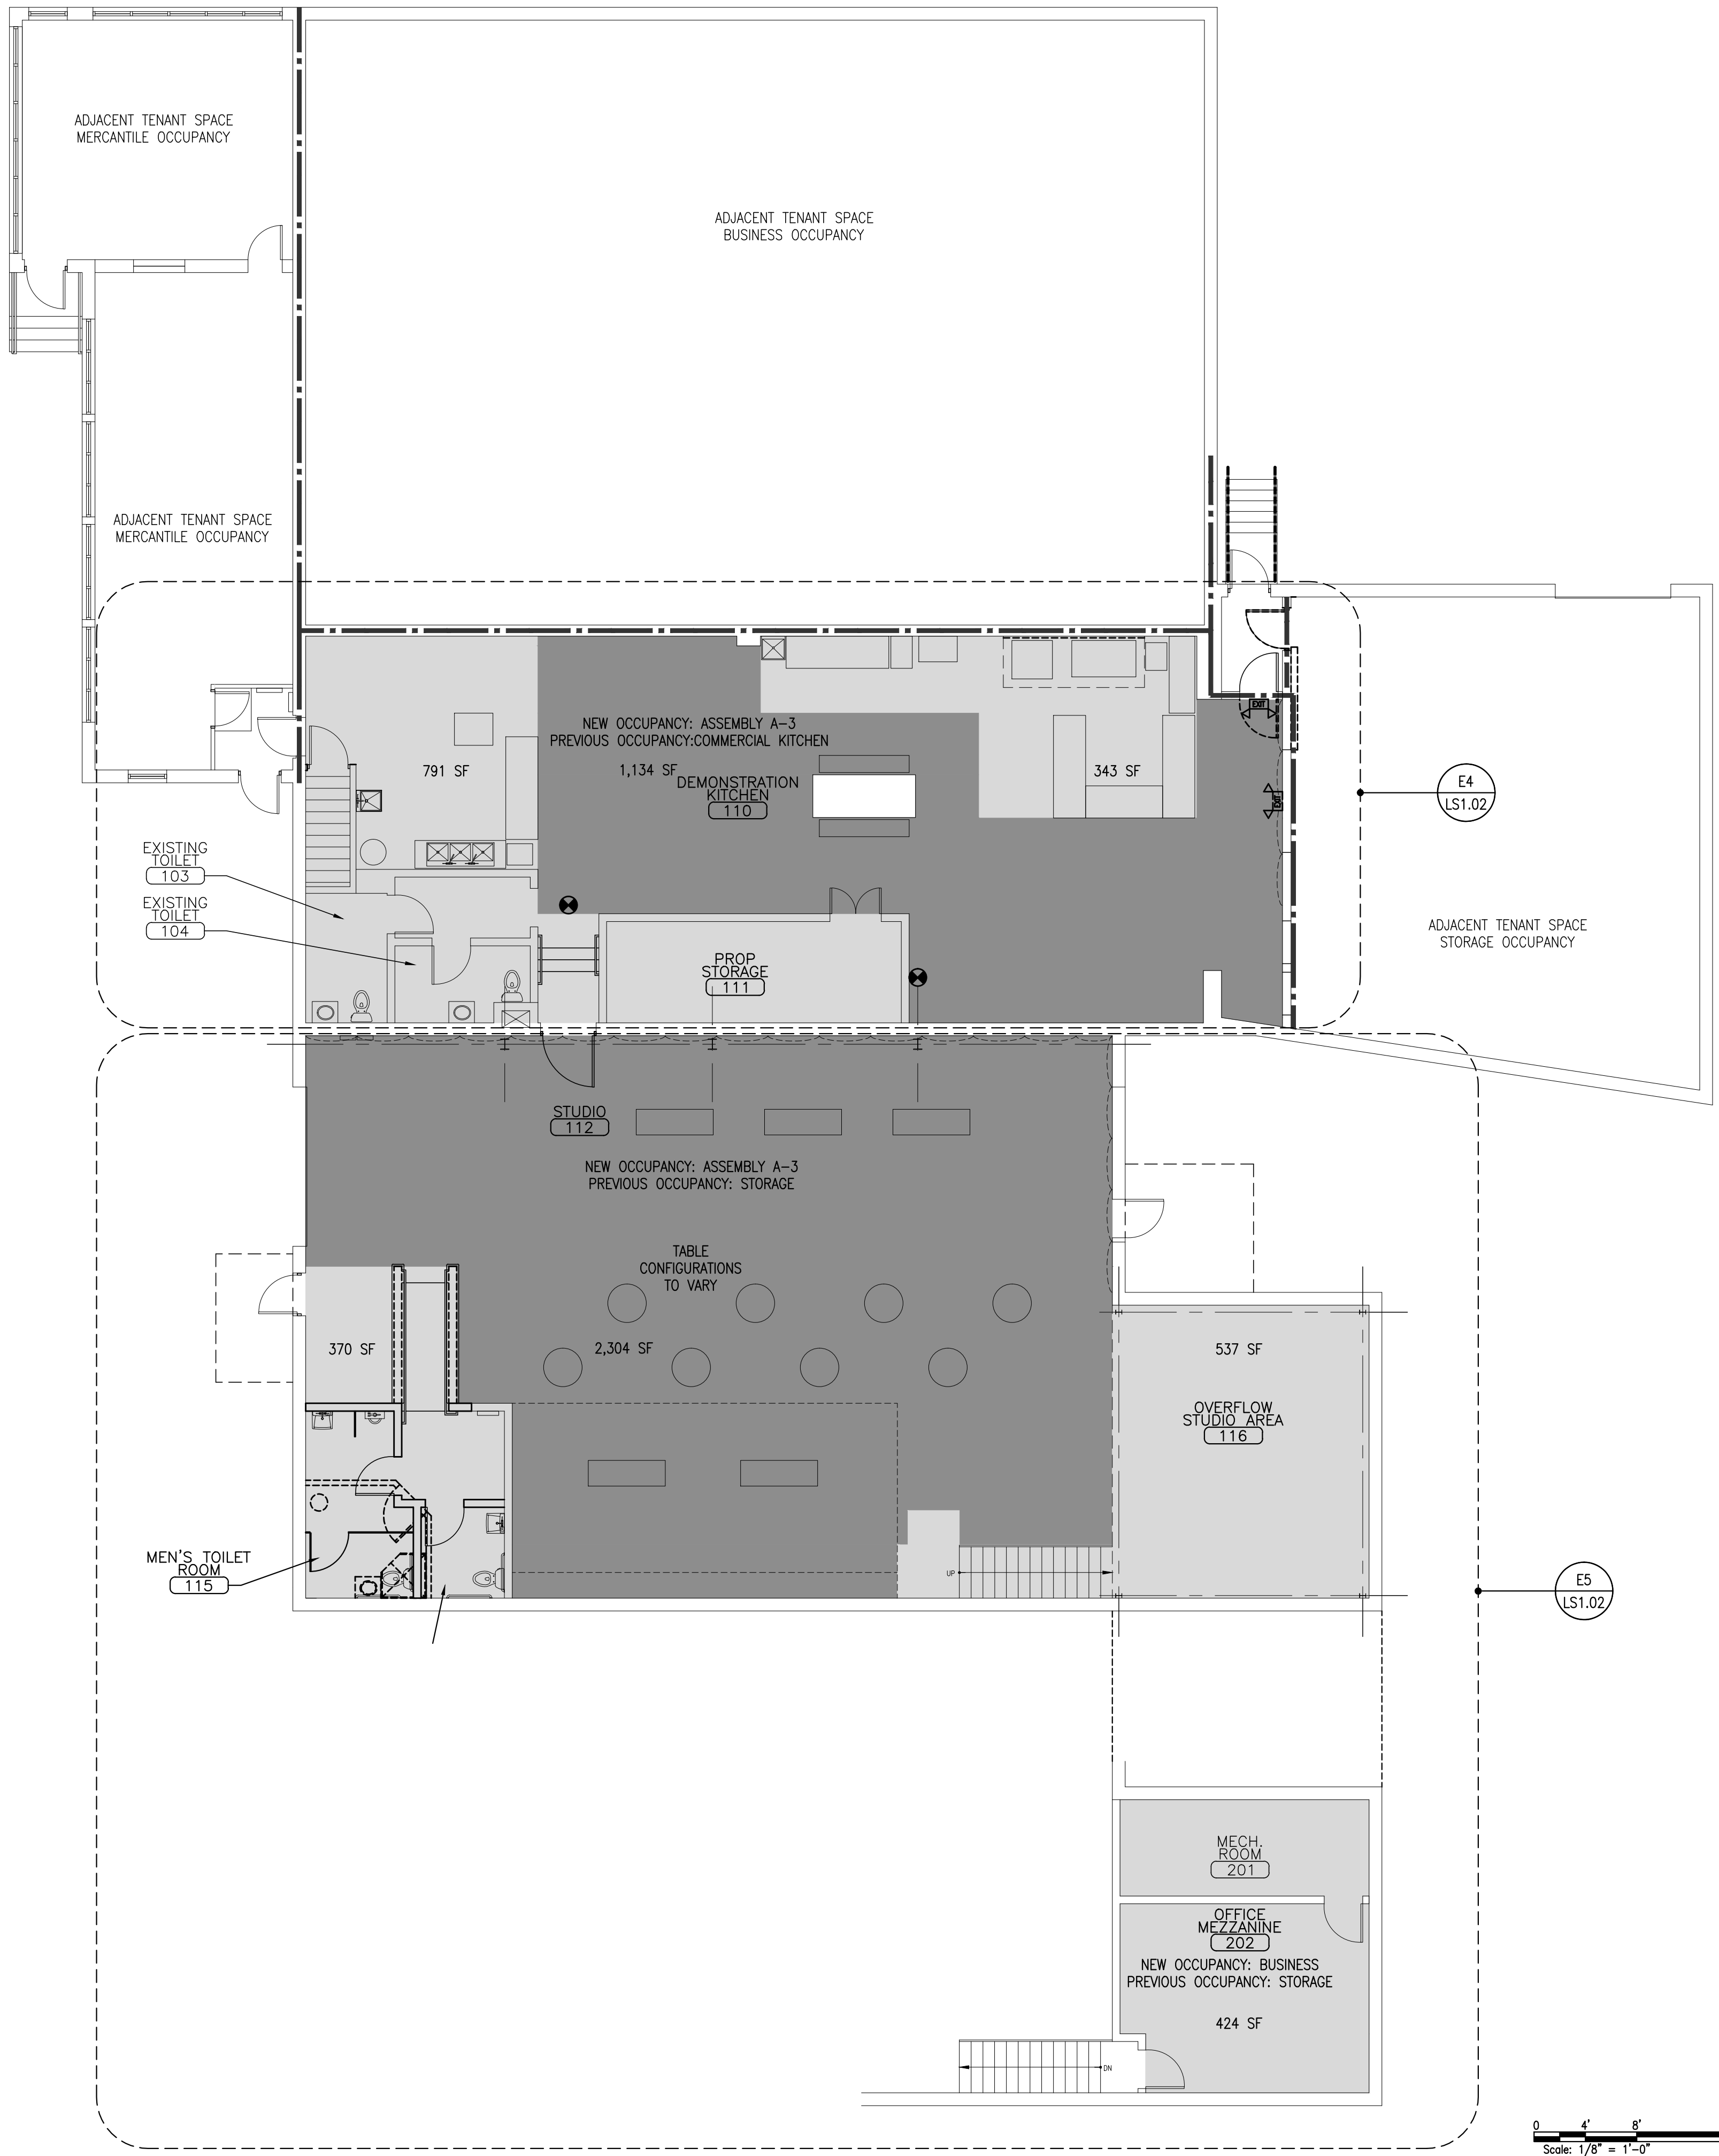 ADJACENT TENANT SPACE
MERCANTILE OCCUPANCY
ADJACENT TENANT SPACE
BUSINESS OCCUPANCY
ADJACENT TENANT SPACE
MERCANTILE OCCUPANCY
NEW OCCUPANCY: ASSEMBLY A-3
PREVIOUS OCCUPANCY:COMMERCIAL KITCHEN
791 SF
1,134 SF
DEMONSTRATION
KITCHEN
110
343 SF
EXIT
EXIT
E4
LS1.02
EXISTING
TOILET
103
EXISTING
TOILET
104
PROP
STORAGE
111
ADJACENT TENANT SPACE
STORAGE OCCUPANCY
STUDIO
112
NEW OCCUPANCY: ASSEMBLY A-3
PREVIOUS OCCUPANCY: STORAGE
TABLE
CONFIGURATIONS
TO VARY
370 SF
2,304 SF
537 SF
OVERFLOW
STUDIO AREA
116
MEN'S TOILET
ROOM
115
UP
E5
LS1.02
MECH.
ROOM
201
OFFICE
MEZZANINE
202
NEW OCCUPANCY: BUSINESS
PREVIOUS OCCUPANCY: STORAGE
424 SF
DN
0 4' 8'
Scale: 1/8" = 1'-0"